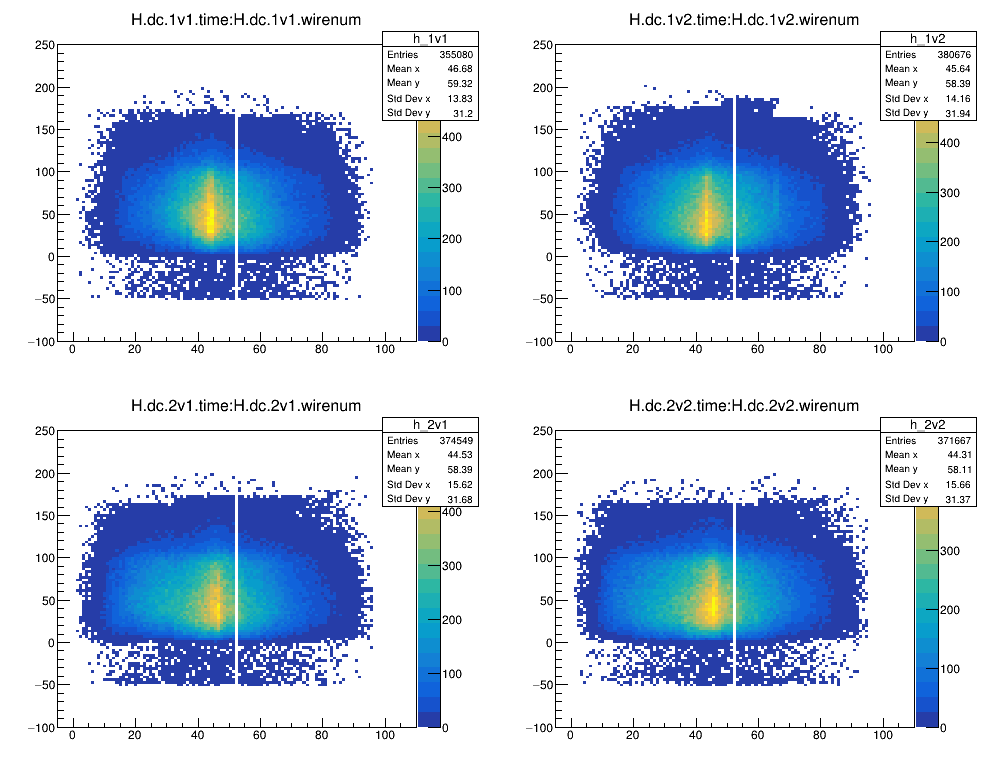 H.dc.1v1.time:H.dc.1v1.wirenum
h_1v1
Entries 355080
Mean x 46.68
Mean y 59.32
Std Dev x 13.83
Std Dev y 31.2
250
200
150
100
50
0
−50
−100
0 20 40 60 80 100
400
300
200
100
0
H.dc.1v2.time:H.dc.1v2.wirenum
h_1v2
Entries 380676
Mean x 45.64
Mean y 58.39
Std Dev x 14.16
Std Dev y 31.94
250
200
150
100
50
0
−50
−100
0 20 40 60 80 100
400
300
200
100
0
H.dc.2v1.time:H.dc.2v1.wirenum
h_2v1
Entries 374549
Mean x 44.53
Mean y 58.39
Std Dev x 15.62
Std Dev y 31.68
250
200
150
100
50
0
−50
−100
0 20 40 60 80 100
400
300
200
100
0
H.dc.2v2.time:H.dc.2v2.wirenum
h_2v2
Entries 371667
Mean x 44.31
Mean y 58.11
Std Dev x 15.66
Std Dev y 31.37
250
200
150
100
50
0
−50
−100
0 20 40 60 80 100
300
200
100
0